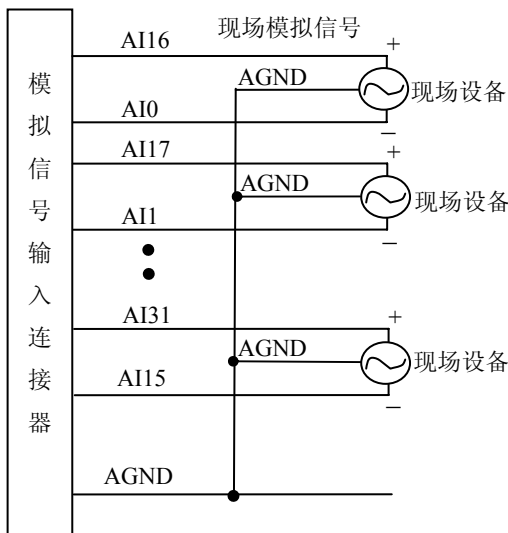 模拟信号输入连接器
现场模拟信号
AI16
+
AGND
现场设备
AI0
−
AI17
+
AGND
现场设备
AI1
−
AI31
+
AGND
现场设备
AI15
−
AGND